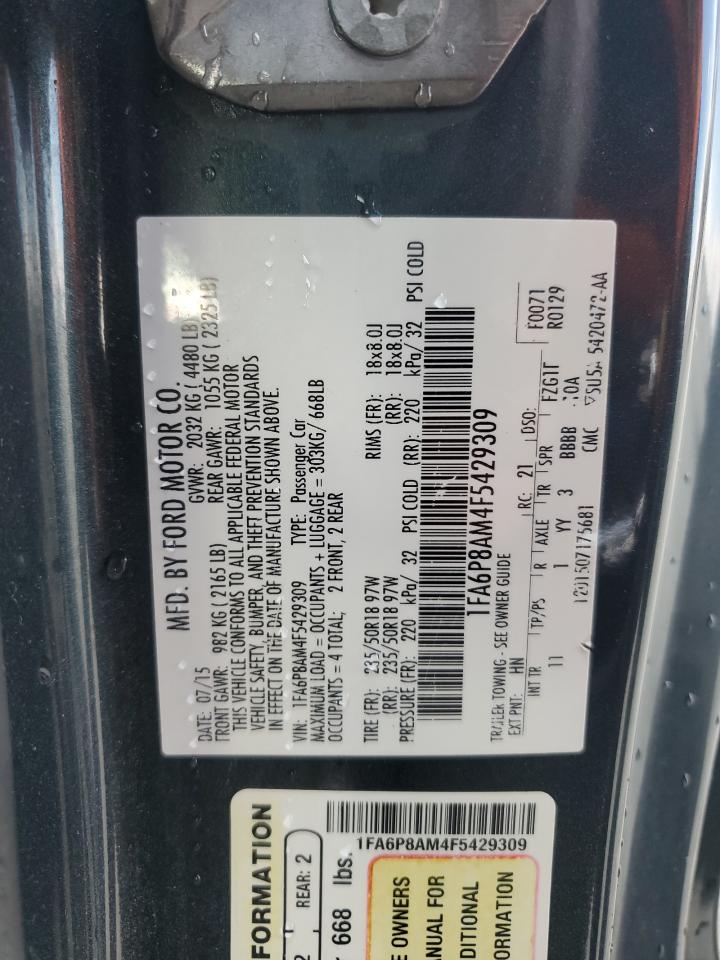 MFD. BY FORD MOTOR CO.
DATE: 07/15 GVWR: 2032 KG ( 4480 LB)
FRONT GAWR: 982 KG ( 2165 LB) REAR GAWR: 1055 KG ( 2325 LB)
THIS VEHICLE CONFORMS TO ALL APPLICABLE FEDERAL MOTOR
VEHICLE SAFETY, BUMPER, AND THEFT PREVENTION STANDARDS
IN EFFECT ON THE DATE OF MANUFACTURE SHOWN ABOVE.
VIN: 1FA6P8AM4F5429309 TYPE: Passenger Car
MAXIMUM LOAD = OCCUPANTS + LUGGAGE = 303KG/ 668LB
OCCUPANTS = 4 TOTAL; 2 FRONT, 2 REAR
TIRE (FR): 235/50R18 97W RIMS (FR): 18x8.0J
(RR): 235/50R18 97W (RR): 18x8.0J
PRESSURE (FR): 220 kPa/ 32 PSI COLD (RR): 220 kPa/ 32 PSI COLD
1FA6P8AM4F5429309
TRAILER TOWING - SEE OWNER GUIDE
EXT PNT: HN RC: 21 DSO: F0071
R0129
INT TR TP/PS R AXLE TR SPR FZG1T
11 1 YY 3 BBBB
1201507175681 CMC 5U5A 5420472-AA
FORMATION
REAR: 2
668 lbs.
1FA6P8AM4F5429309
E OWNERS
ANUAL FOR
DITIONAL
ORMATION